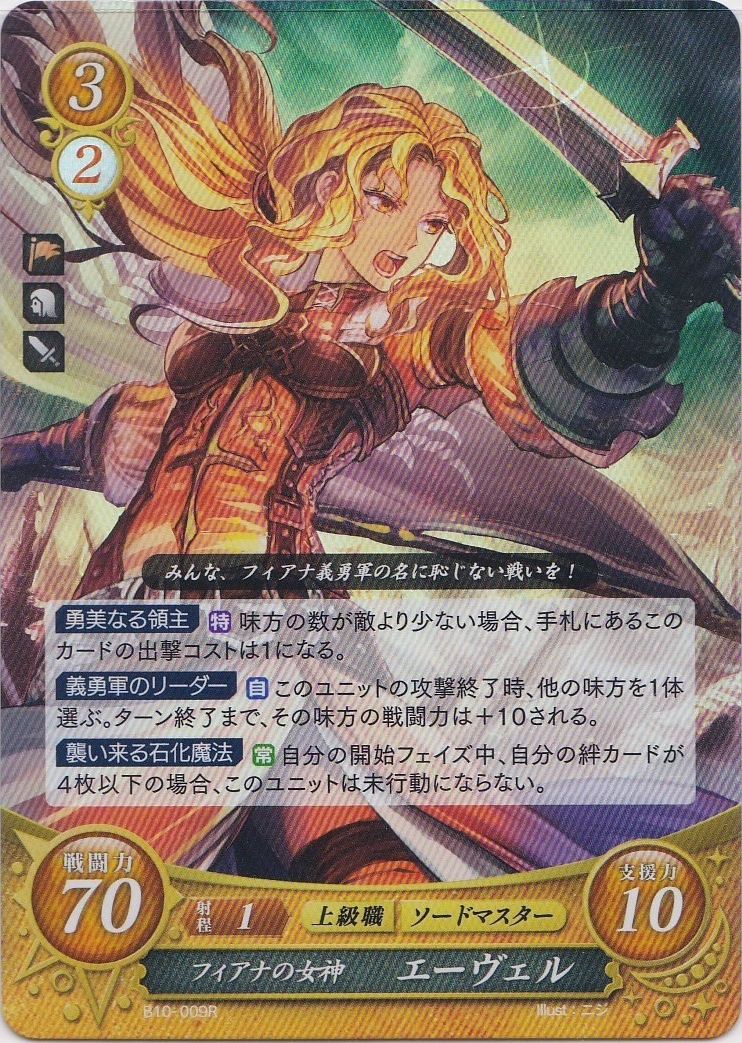 3
2
みんな、フィアナ義勇軍の名に恥じない戦いを!
勇美なる領主 特 味方の数が敵より少ない場合、手札にあるこの
カードの出撃コストは1になる。
義勇軍のリーダー 自 このユニットの攻撃終了時、他の味方を1体
選ぶ。ターン終了まで、その味方の戦闘力は+10される。
襲い来る石化魔法 常 自分の開始フェイズ中、自分の絆カードが
4枚以下の場合、このユニットは未行動にならない。
戦闘力
70
射程 1 上級職 ソードマスター
支援力
10
フィアナの女神 エーヴェル
B10-009R Illust:ニシ